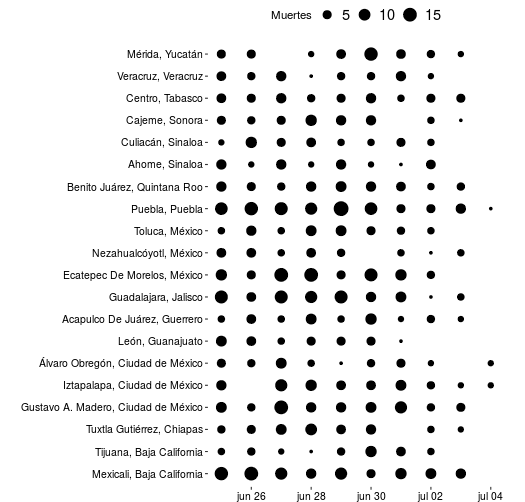 Muertes 5 10 15
Mérida, Yucatán
Veracruz, Veracruz
Centro, Tabasco
Cajeme, Sonora
Culiacán, Sinaloa
Ahome, Sinaloa
Benito Juárez, Quintana Roo
Puebla, Puebla
Toluca, México
Nezahualcóyotl, México
Ecatepec De Morelos, México
Guadalajara, Jalisco
Acapulco De Juárez, Guerrero
León, Guanajuato
Álvaro Obregón, Ciudad de México
Iztapalapa, Ciudad de México
Gustavo A. Madero, Ciudad de México
Tuxtla Gutiérrez, Chiapas
Tijuana, Baja California
Mexicali, Baja California
jun 26 jun 28 jun 30 jul 02 jul 04